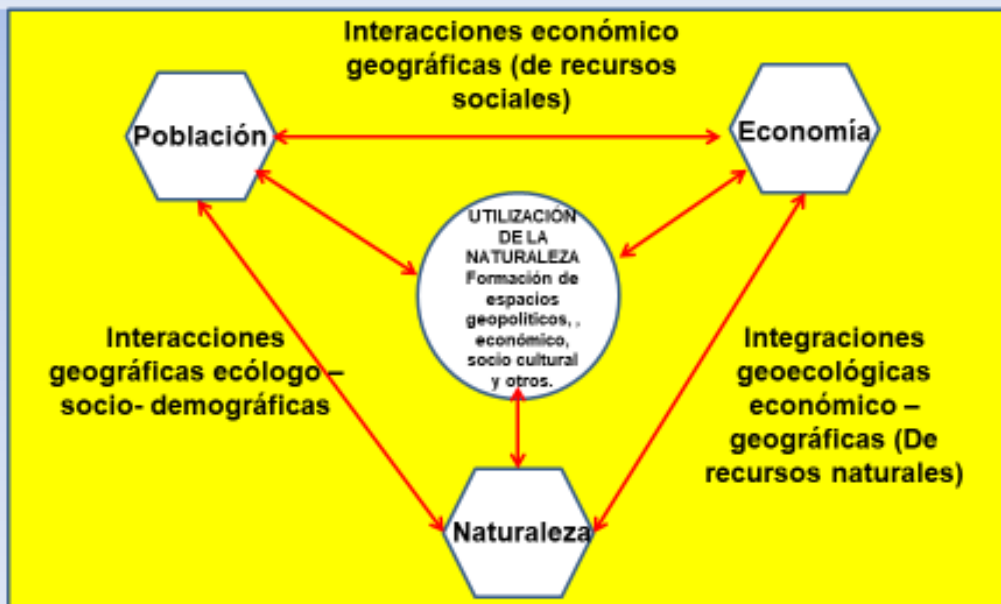 Interacciones económico
geográficas (de recursos
sociales)
Población
Economía
UTILIZACIÓN
DE LA
NATURALEZA
Formación de
espacios
geopolíticos, ,
económico,
socio cultural
y otros.
Interacciones
geográficas ecólogo –
socio- demográficas
Integraciones
geoecológicas
económico –
geográficas (De
recursos naturales)
Naturaleza